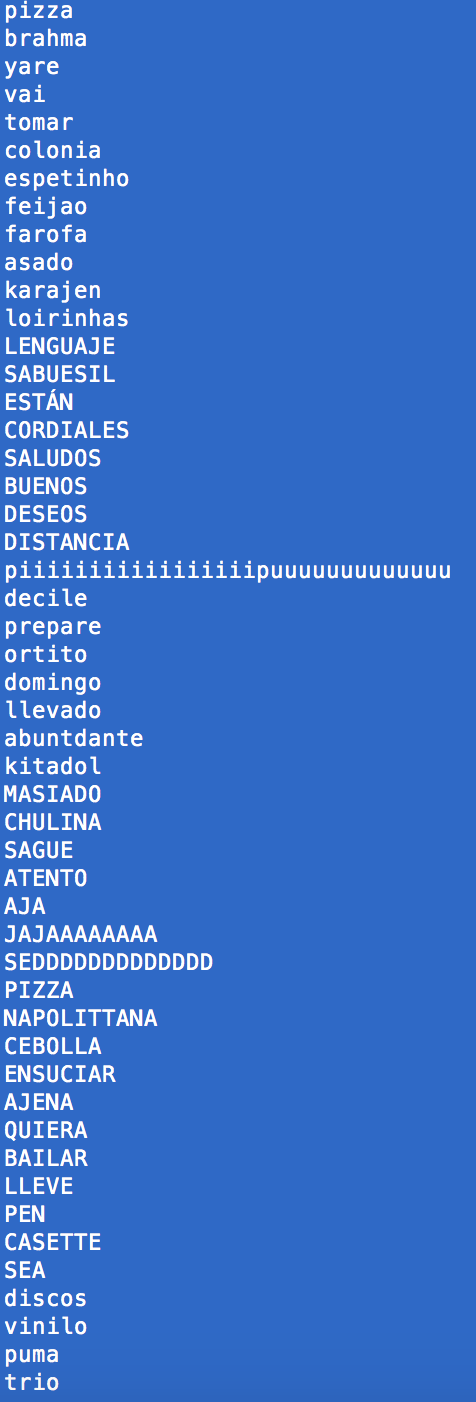 pizza
brahma
yare
vai
tomar
colonia
espetinho
feijao
farofa
asado
karajen
loirinhas
LENGUAJE
SABUESIL
ESTÁN
CORDIALES
SALUDOS
BUENOS
DESEOS
DISTANCIA
piiiiiiiiiiiiiiiiipuuuuuuuuuuuuu
decile
prepare
ortito
domingo
llevado
abuntdante
kitadol
MASIADO
CHULINA
SAGUE
ATENTO
AJA
JAJAAAAAAAA
SEDDDDDDDDDDDDD
PIZZA
NAPOLITTANA
CEBOLLA
ENSUCIAR
AJENA
QUIERA
BAILAR
LLEVE
PEN
CASETTE
SEA
discos
vinilo
puma
trio